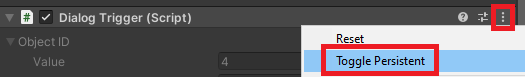 Dialog Trigger (Script)
Object ID
Value 4
Reset
Toggle Persistent